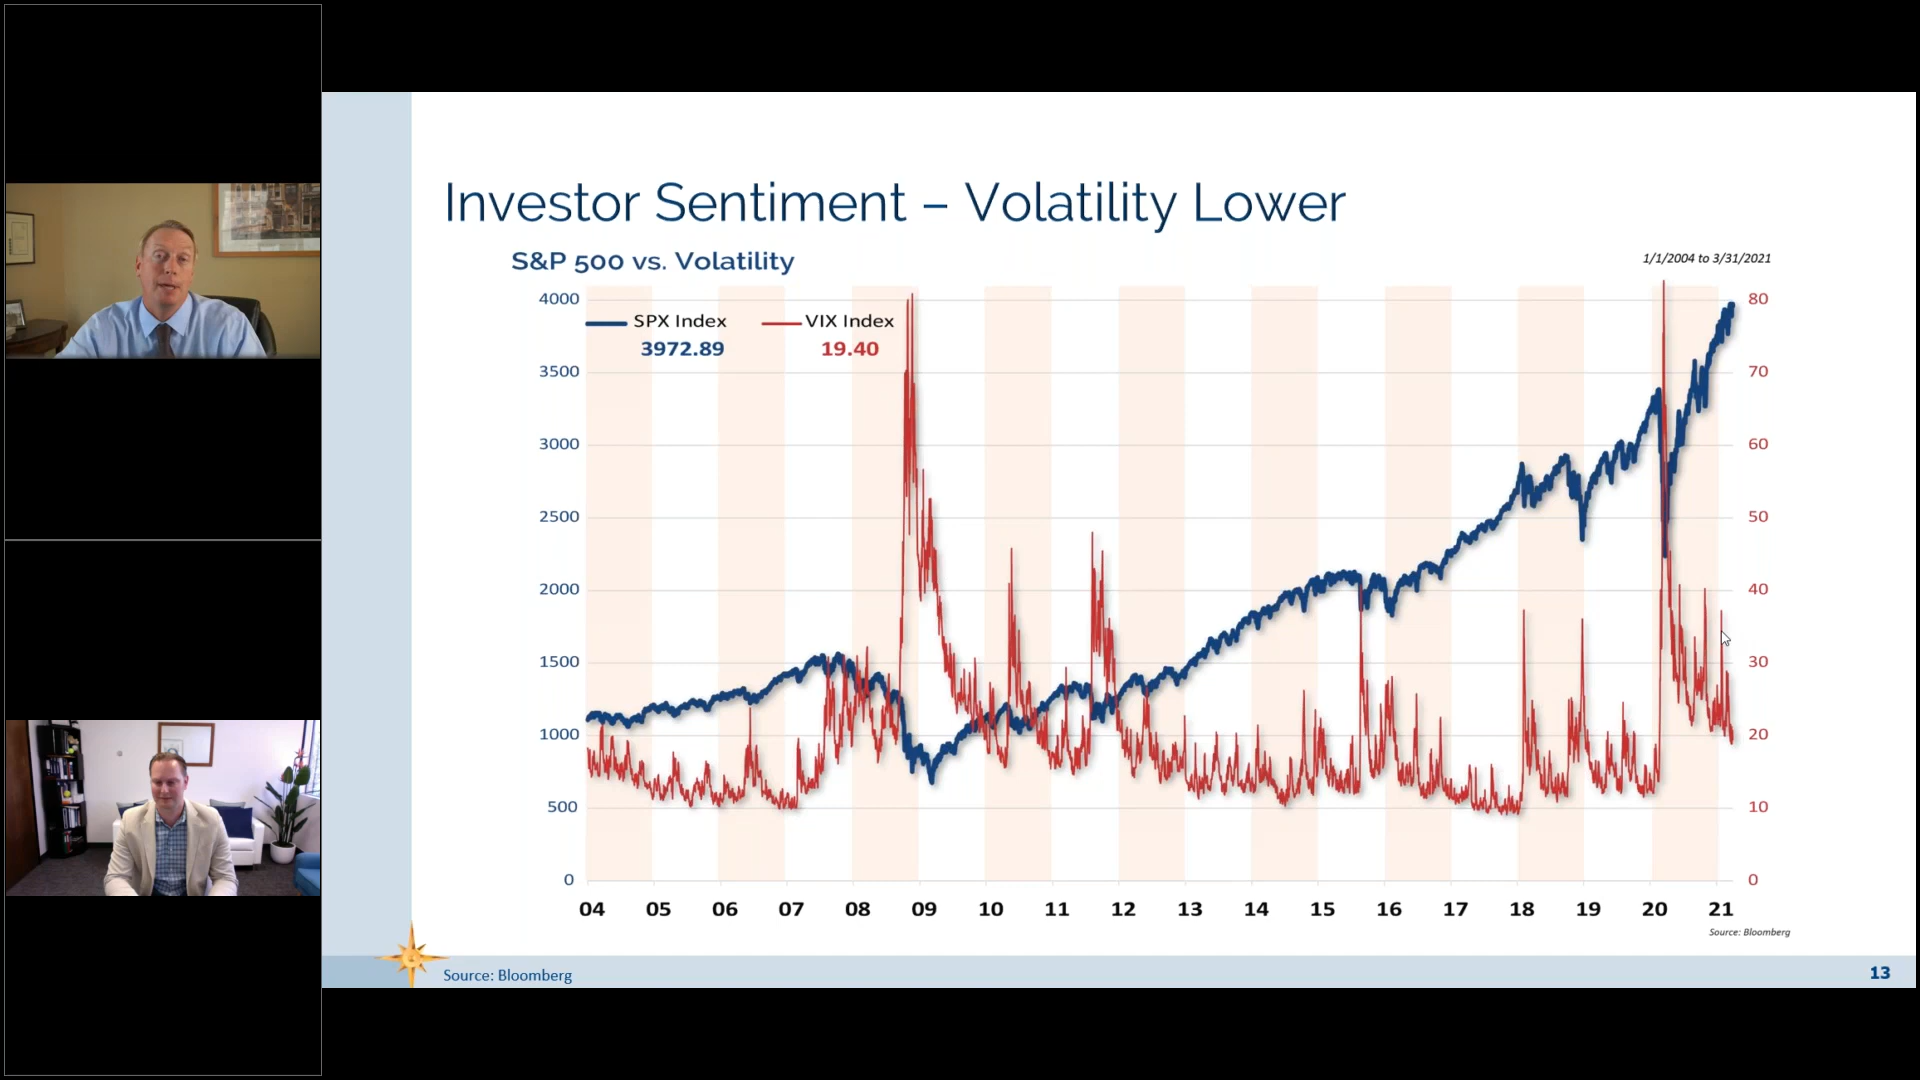 Investor Sentiment – Volatility Lower
S&P 500 vs. Volatility
1/1/2004 to 3/31/2021
SPX Index
VIX Index
3972.89
19.40
4000
3500
3000
2500
2000
1500
1000
500
0
80
70
60
50
40
30
20
10
0
04 05 06 07 08 09 10 11 12 13 14 15 16 17 18 19 20 21
Source: Bloomberg
Source: Bloomberg
13